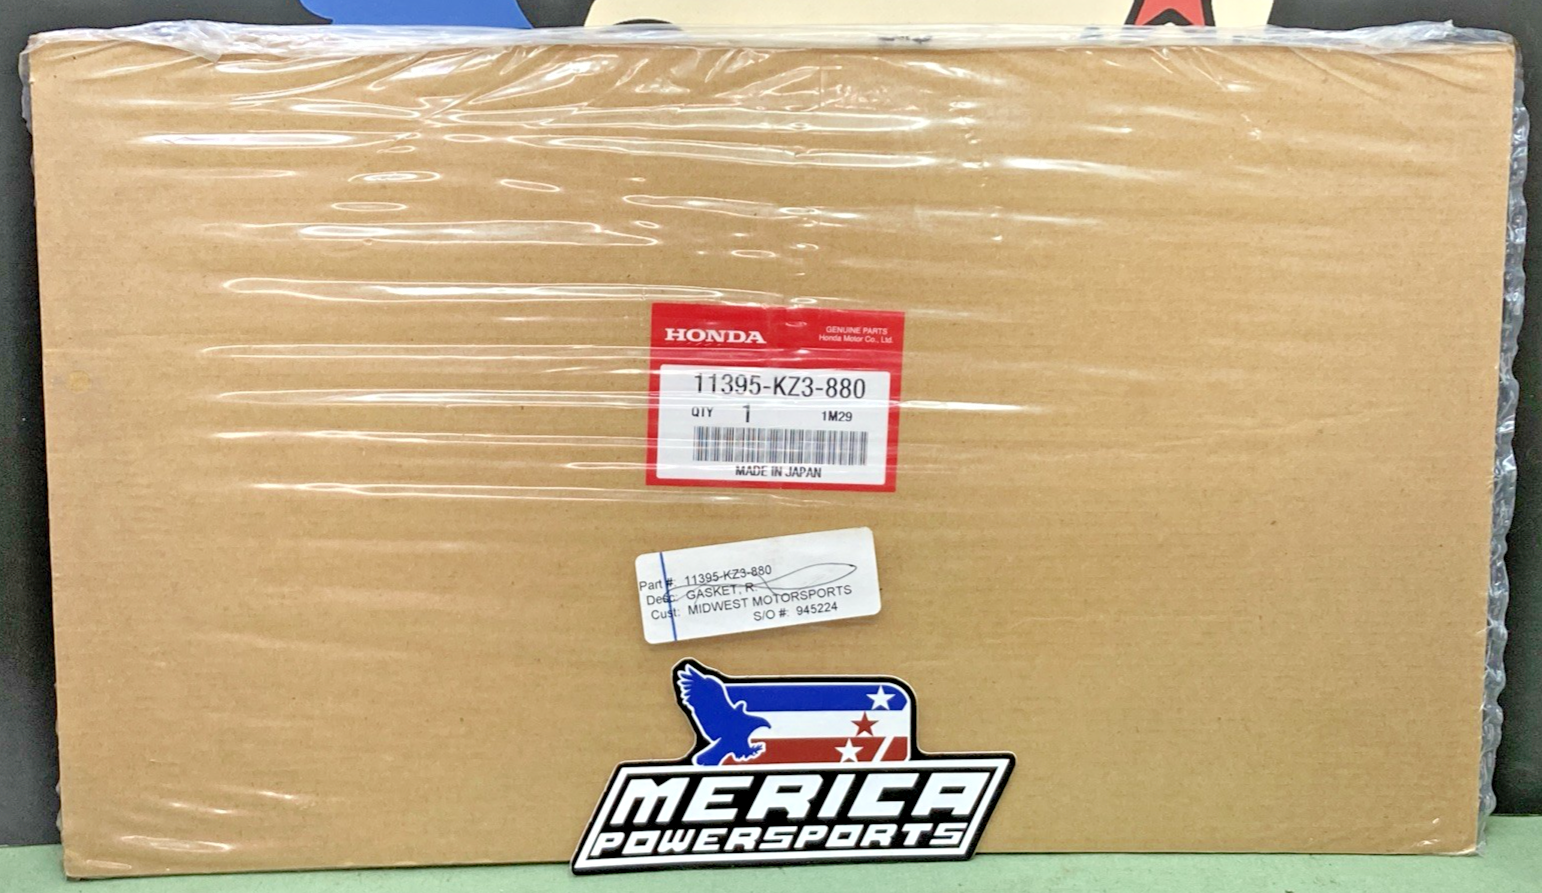 HONDA
GENUINE PARTS
Honda Motor Co., Ltd.
11395-KZ3-880
QTY 1 1M29
MADE IN JAPAN
Part #: 11395-KZ3-880
Desc: GASKET, R.
Cust: MIDWEST MOTORSPORTS
S/O #: 945224
MERICA
POWERSPORTS